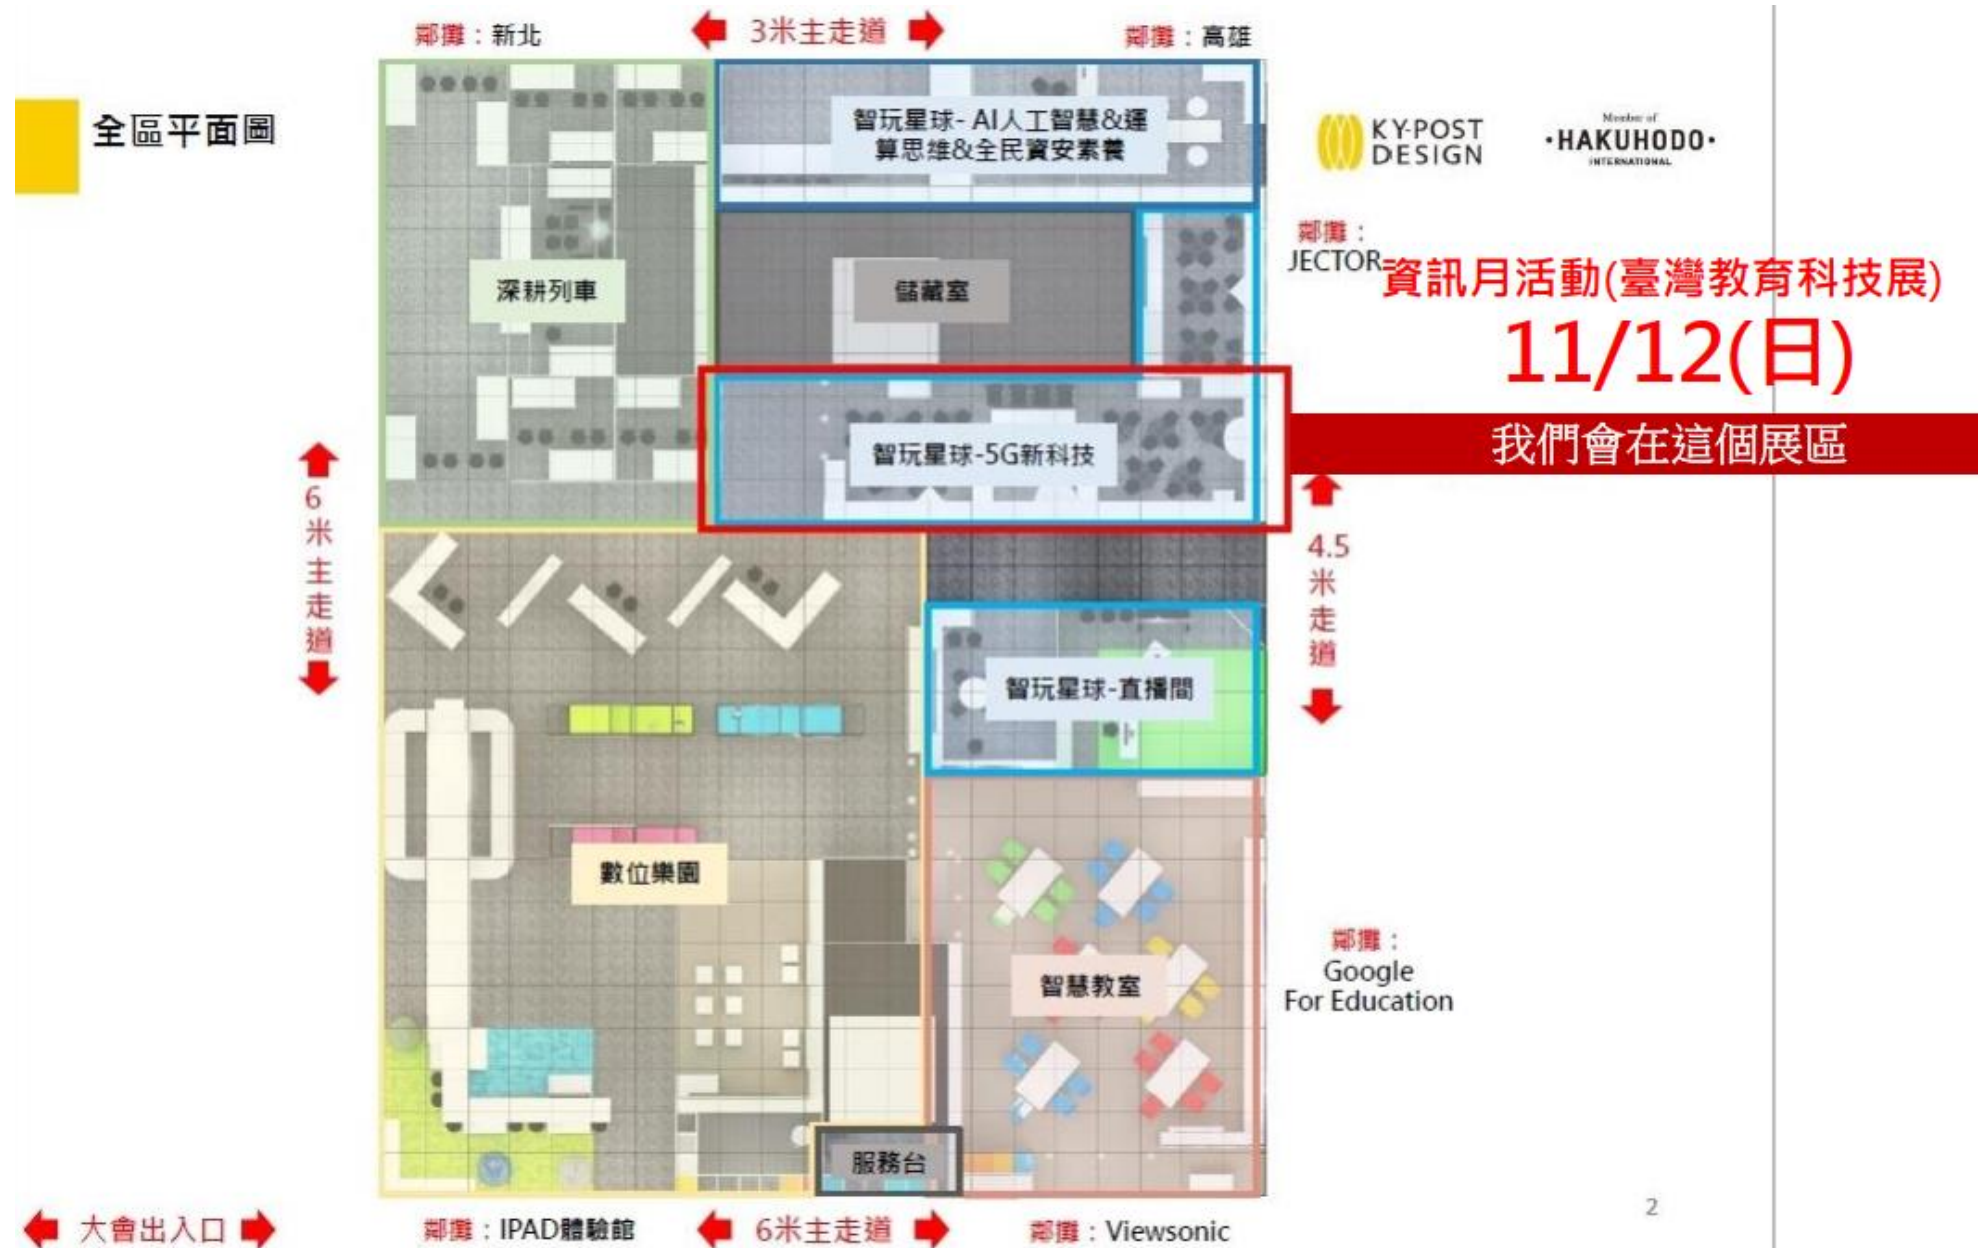 鄰攤：新北
3米主走道
鄰攤：高雄
全區平面圖
智玩星球- AI人工智慧&運
算思維&全民資安素養
KY-POST
DESIGN
Member of
·HAKUHODO·
INTERNATIONAL
鄰攤：
JECTOR
資訊月活動(臺灣教育科技展)
11/12(日)
深耕列車
儲藏室
智玩星球-5G新科技
我們會在這個展區
6米主走道
4.5米走道
智玩星球-直播間
數位樂園
智慧教室
鄰攤：
Google
For Education
服務台
2
大會出入口
鄰攤：IPAD體驗館
6米主走道
鄰攤：Viewsonic